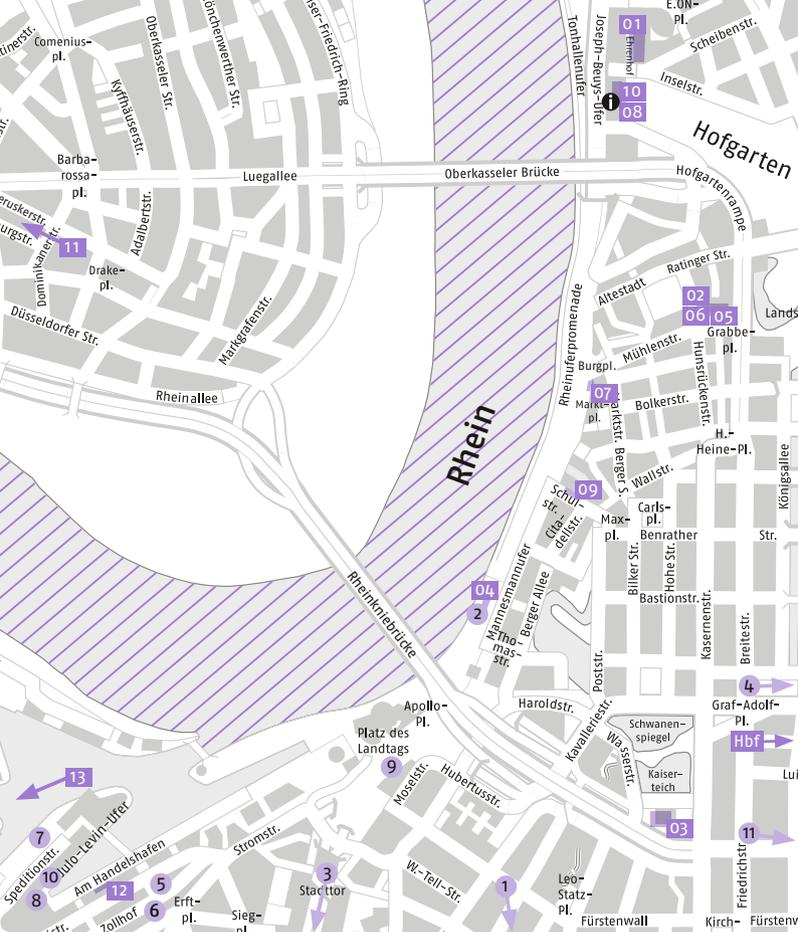 E.ON-
Pl.
Scheibenstr.
01
Ehrenhof
Tonhallenufer
Joseph-Beuys-Ufer
Inselstr.
10
08
i
Hofgarten
Comenius-
pl.
Oberkasseler Str.
Kyffhäuserstr.
Barba-
rossa-
pl.
Luegallee
Oberkasseler Brücke
Hofgartenrampe
Dominikanerstr.
11
Adalbertstr.
Drake-
pl.
Düsseldorfer Str.
Markgrafenstr.
Rheinallee
Ratinger Str.
Altestadt
02
06
05
Grabbe-
pl.
Mühlenstr.
Hunsrückenstr.
Burgpl.
07
Markt-
pl.
Bolkerstr.
Rheinuferpromenade
Rhein
H.-
Heine-Pl.
Königsallee
Wallstr.
Berger S.
09
Schul-
str.
Cita-
dellstr.
Max-
pl.
Carls-
pl.
Benrather
Str.
Bilker Str.
Hohe Str.
Bastionstr.
Kasernenstr.
Breitestr.
04
2
Mannesmannufer
Berger Allee
Tho-
mas-
str.
Poststr.
Rheinkniebrücke
4
Graf-Adolf-
Pl.
Hbf
Haroldstr.
Kavalleriestr.
Wasserstr.
Schwanen-
spiegel
Kaiser-
teich
03
11
Friedrichstr.
Apollo-
Pl.
Platz des
Landtags
9
Moselstr.
Hubertusstr.
13
7
Speditionstr.
10
8
Am Handelshafen
12
5
6
Zollhof
Erft-
pl.
Sieg-
pl.
Stromstr.
3
Stadttor
W.-Tell-Str.
1
Leo-
Statz-
Pl.
Fürstenwall
Kirch-
pl.